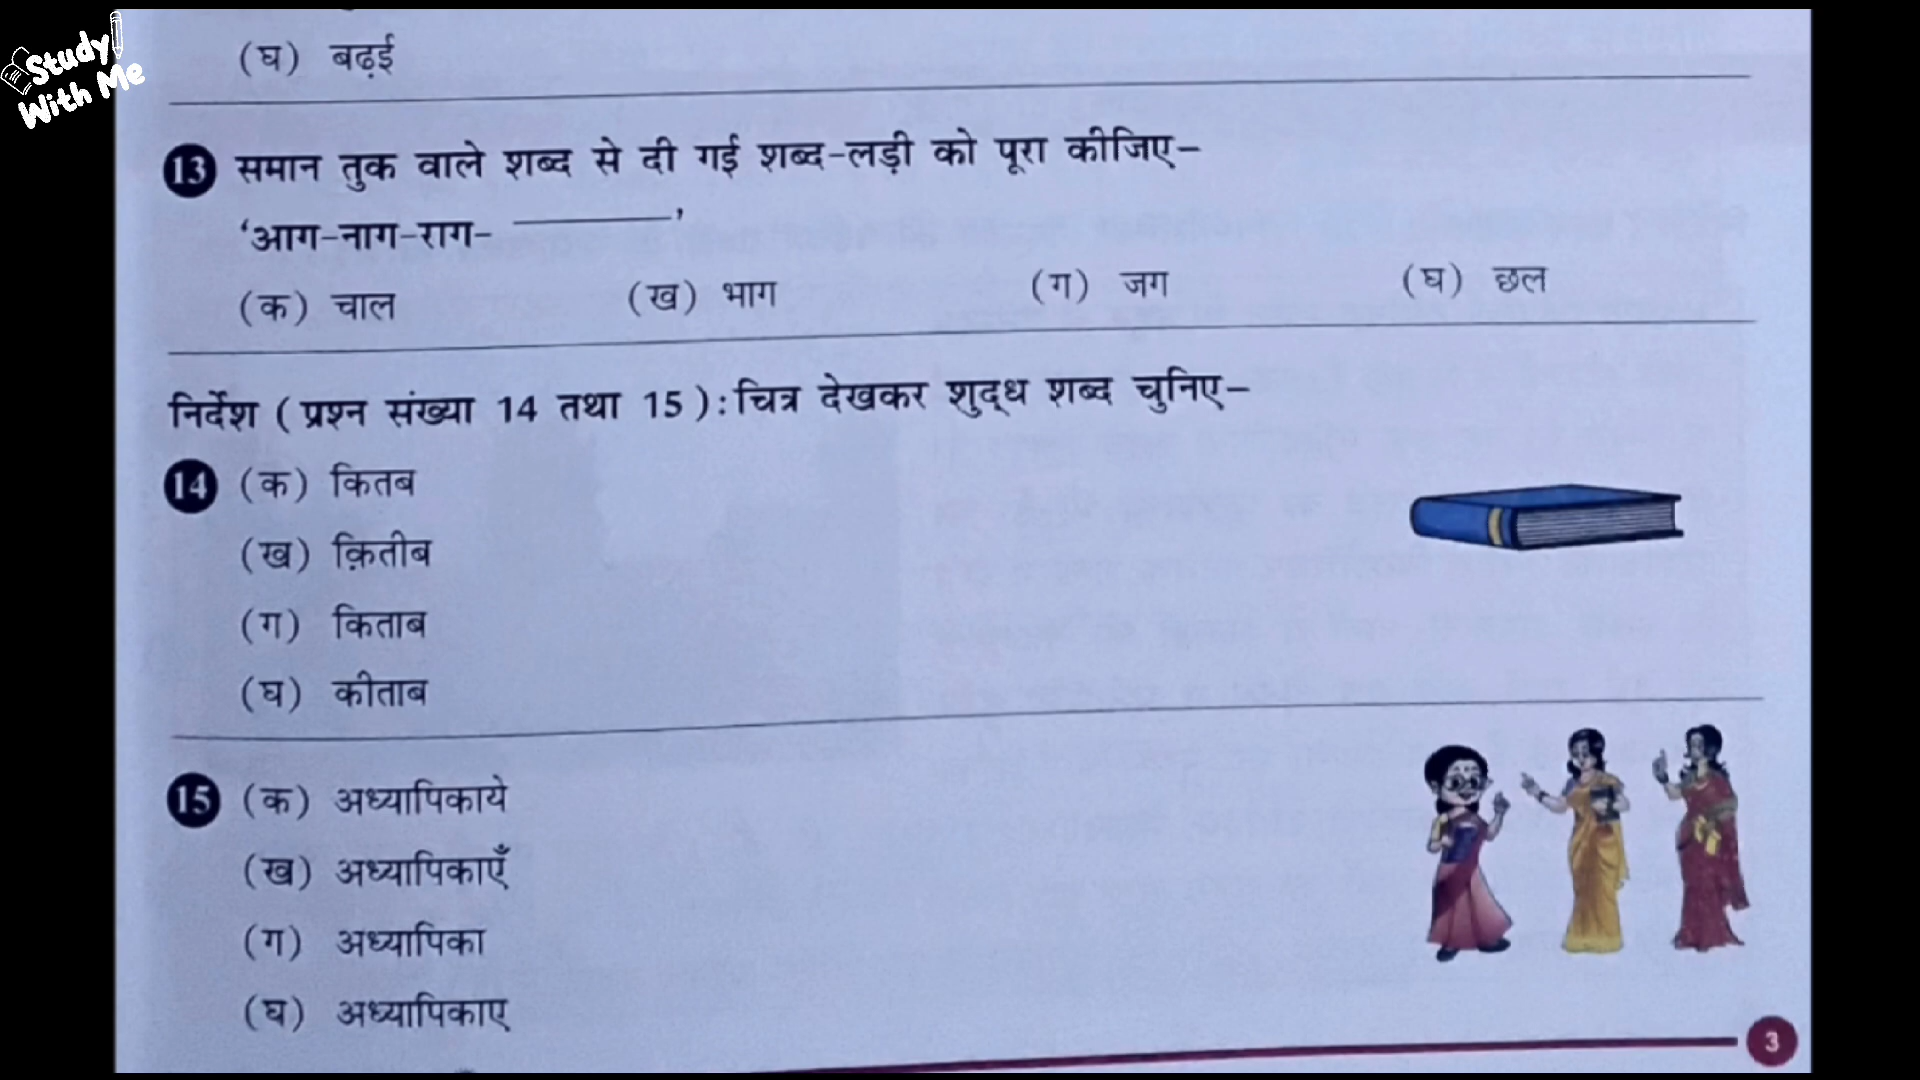 Study
With Me
(घ) बढ़ई
13 समान तुक वाले शब्द से दी गई शब्द-लड़ी को पूरा कीजिए-
‘आग-नाग-राग- ________’
(क) चाल (ख) भाग (ग) जग (घ) छल
निर्देश ( प्रश्न संख्या 14 तथा 15 ): चित्र देखकर शुद्ध शब्द चुनिए-
14 (क) कितब
(ख) क़ितीब
(ग) किताब
(घ) कीताब
15 (क) अध्यापिकाये
(ख) अध्यापिकाएँ
(ग) अध्यापिका
(घ) अध्यापिकाए
3